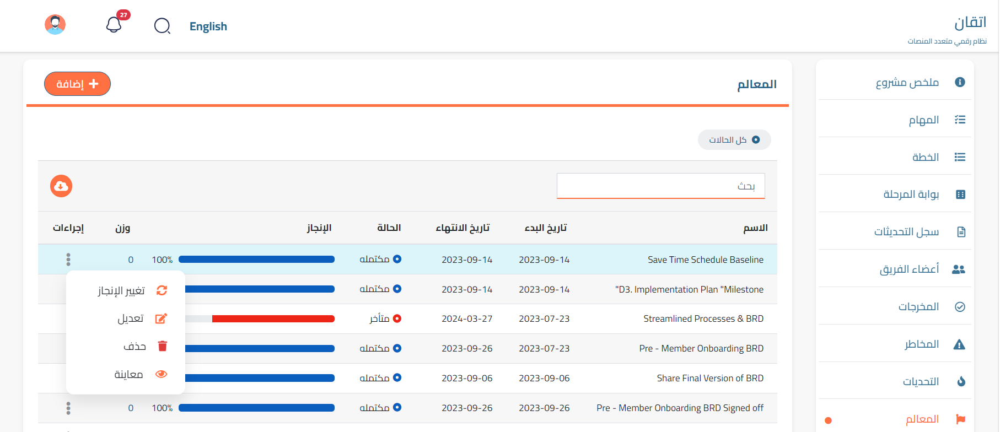 اتقان
نظام رقمي متعدد المنصات
English
27
ملخص مشروع
المهام
الخطة
بوابة المرحلة
سجل التحديثات
أعضاء الفريق
المخرجات
المخاطر
التحديات
المعالم
المعالم
إضافة
كل الحالات
بحث
الاسم تاريخ البدء تاريخ الانتهاء الحالة الإنجاز وزن إجراءات
Save Time Schedule Baseline 2023-09-14 2023-09-14 مكتمله 100% 0
"D3. Implementation Plan "Milestone 2023-09-14 2023-09-14 مكتمله
Streamlined Processes & BRD 2023-07-23 2024-03-27 متأخر
Pre - Member Onboarding BRD 2023-07-23 2023-09-26 مكتمله
Share Final Version of BRD 2023-09-06 2023-09-06 مكتمله
Pre - Member Onboarding BRD Signed off 2023-09-26 2023-09-26 مكتمله 100% 0
تغيير الإنجاز
تعديل
حذف
معاينة